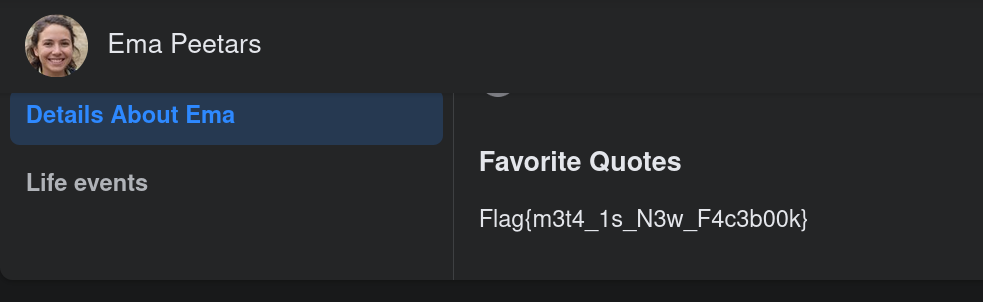 Ema Peetars
Details About Ema
Life events
Favorite Quotes
Flag{m3t4_1s_N3w_F4c3b00k}